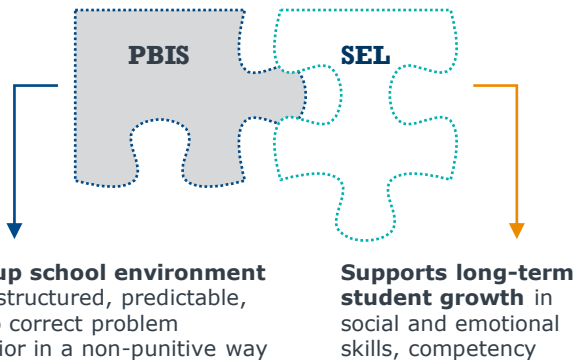 PBIS
SEL
up school environment
structured, predictable,
correct problem
ior in a non-punitive way
Supports long-term
student growth in
social and emotional
skills, competency